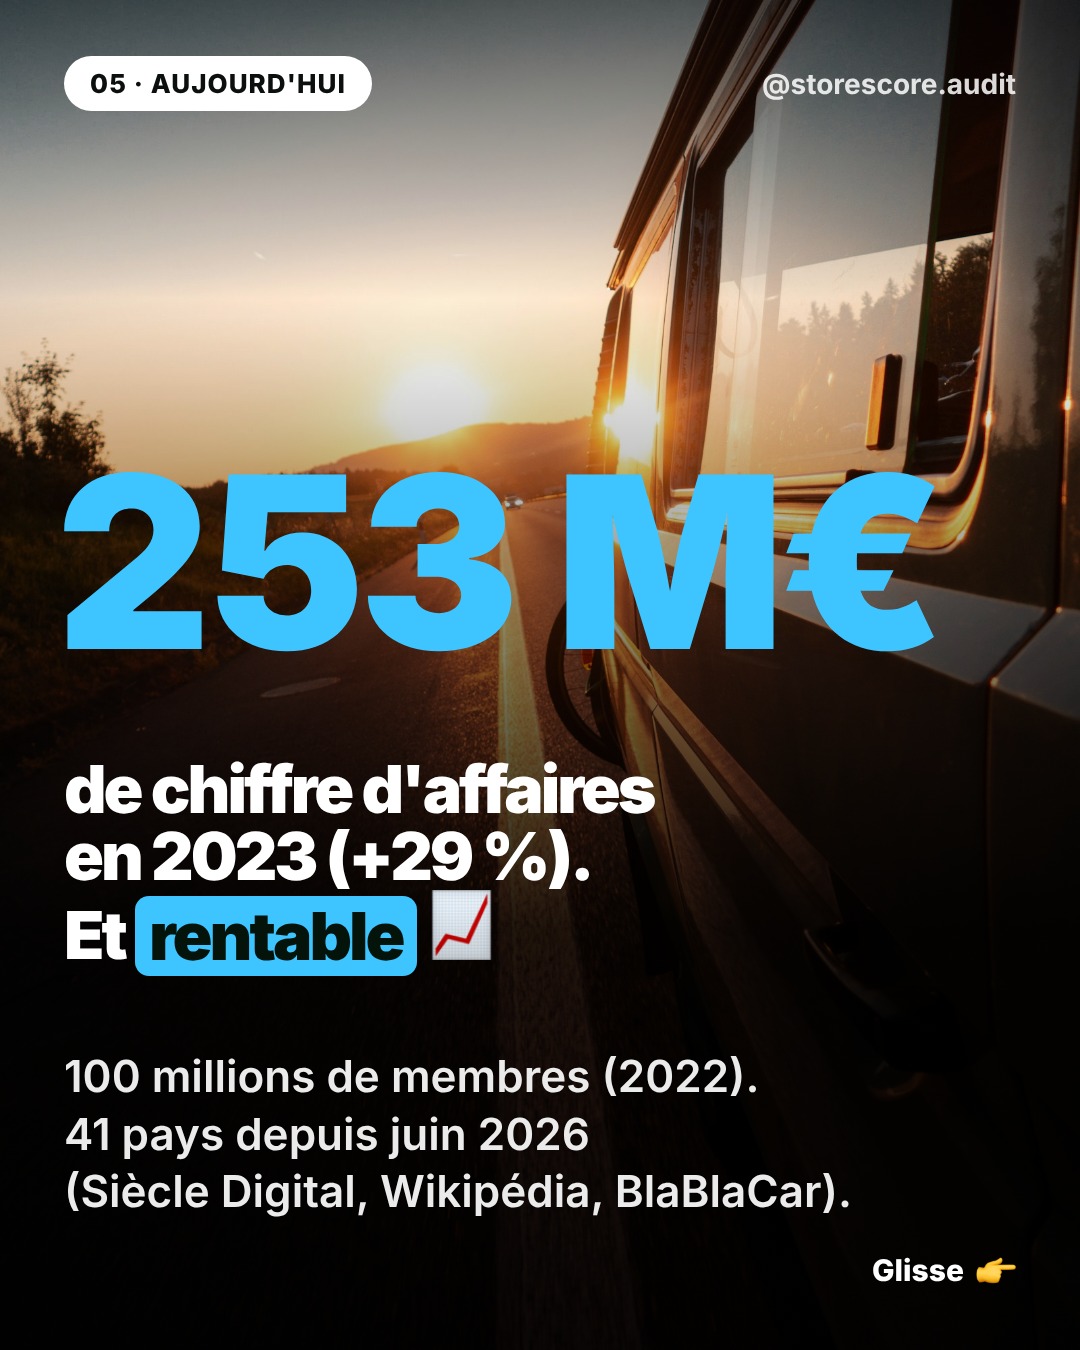 05 · AUJOURD'HUI
@storescore.audit
253 M€
de chiffre d'affaires
en 2023 (+29 %).
Et rentable 📈
100 millions de membres (2022).
41 pays depuis juin 2026
(Siècle Digital, Wikipédia, BlaBlaCar).
Glisse 👉